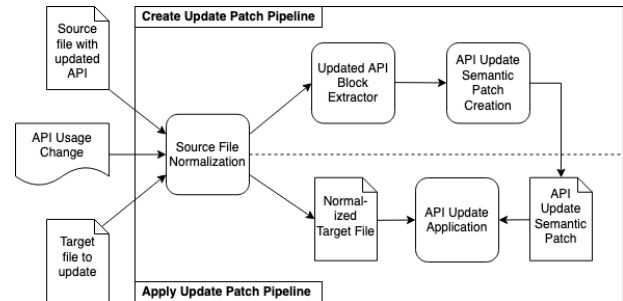 Create Update Patch Pipeline
Source
file with
updated
API
Updated API
Block
Extractor
API Update
Semantic
Patch
Creation
API Usage
Change
Source File
Normalization
Target
file to
update
Normal-
ized
Target File
API Update
Application
API
Update
Semantic
Patch
Apply Update Patch Pipeline